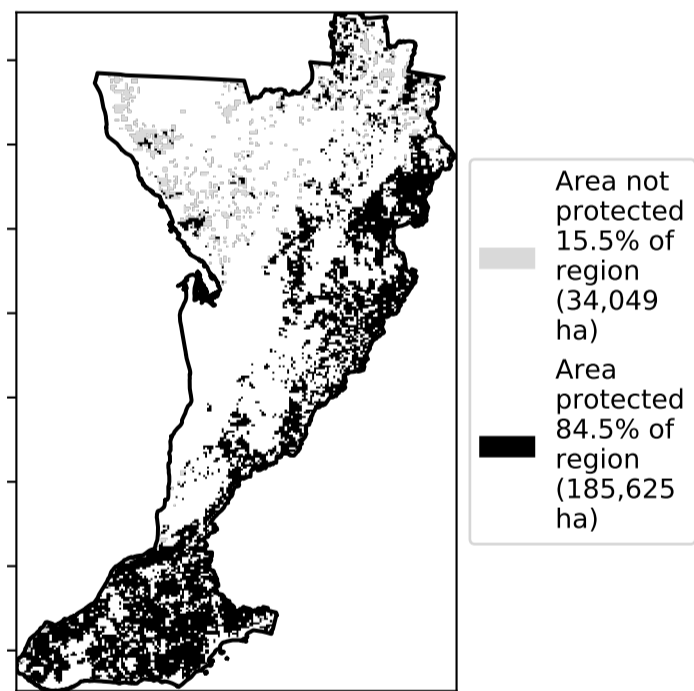 Area not
protected
15.5% of
region
(34,049
ha)
Area
protected
84.5% of
region
(185,625
ha)